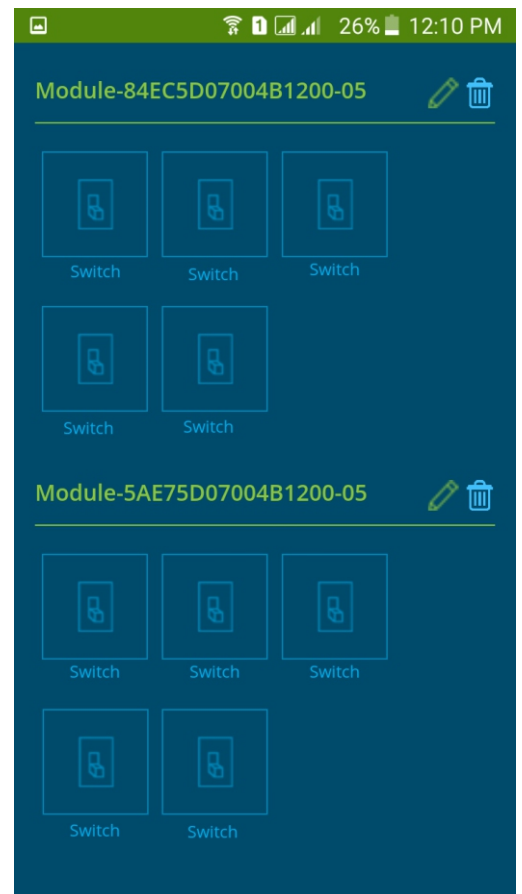 1 26% 12:10 PM
Module-84EC5D07004B1200-05
Switch Switch Switch
Switch Switch
Module-5AE75D07004B1200-05
Switch Switch Switch
Switch Switch